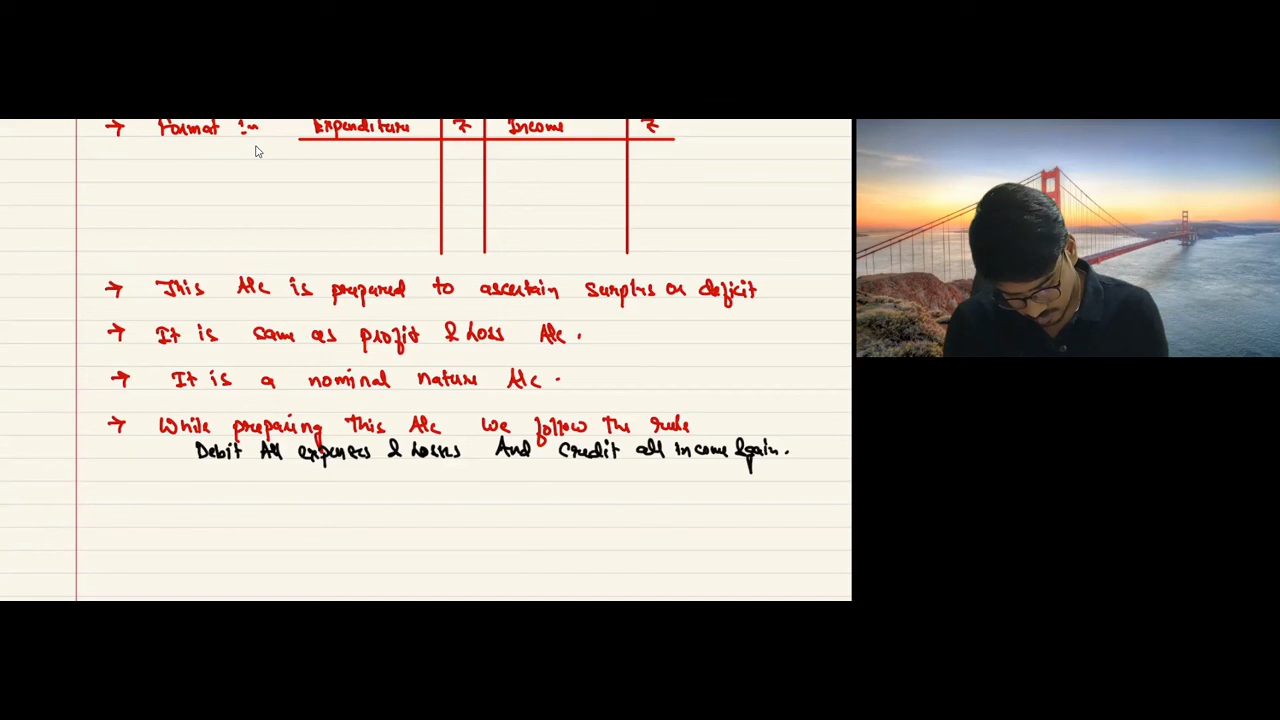 → Format :- Expenditure ₹ Income ₹
→ This A/c is prepared to ascertain surplus or deficit
→ It is same as profit & Loss A/c.
→ It is a nominal nature A/c.
→ While preparing this A/c we follow the rule
Debit All expenses & Losses And Credit all income & gain.